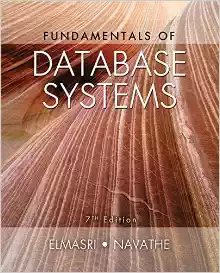 FUNDAMENTALS OF
DATABASE
SYSTEMS
7TH Edition
ELMASRI • NAVATHE